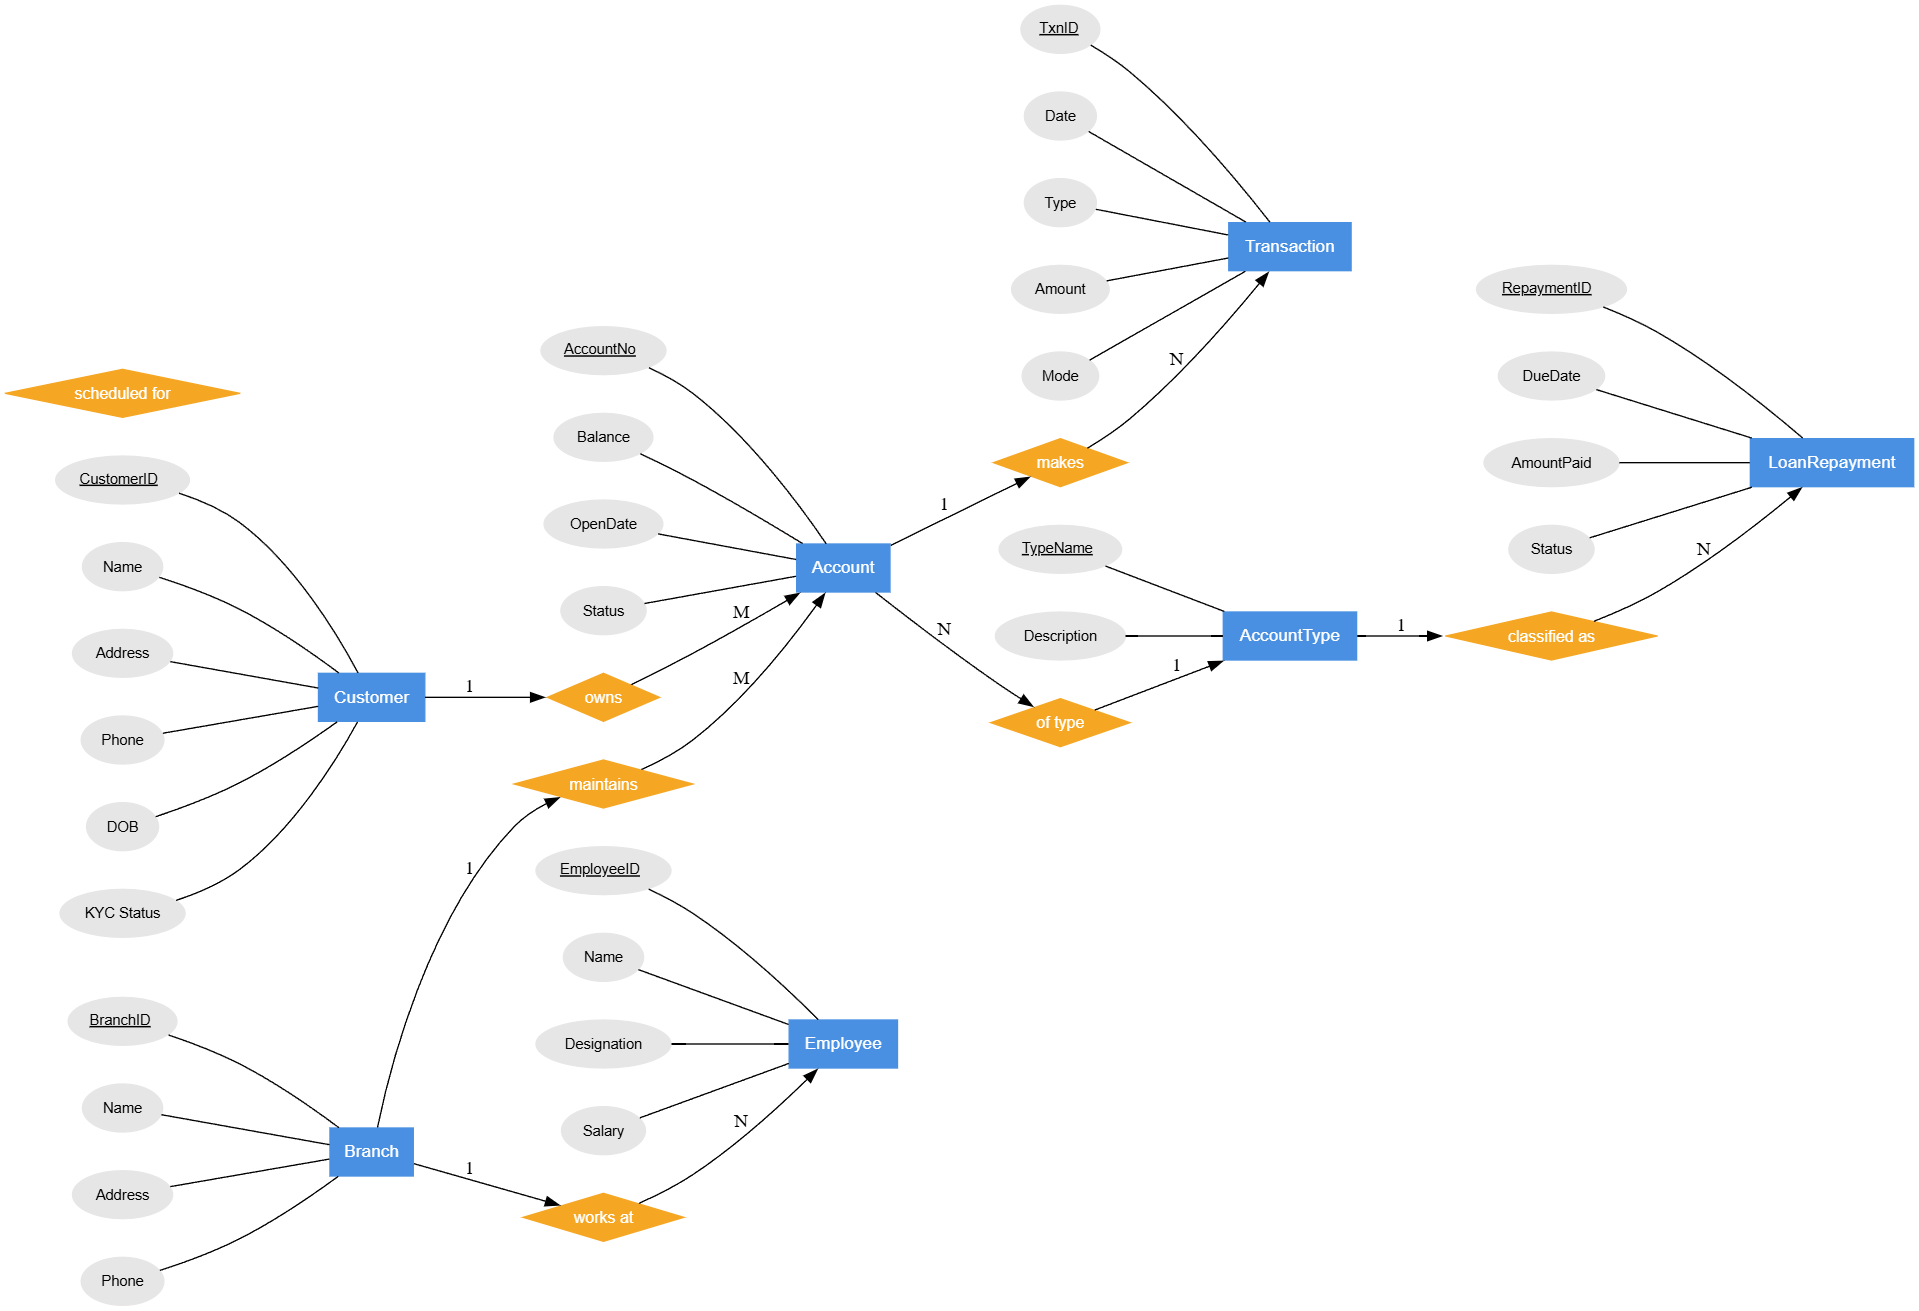 scheduled for
CustomerID
Name
Address
Phone
DOB
KYC Status
Customer
1
owns
M
BranchID
Name
Address
Phone
Branch
1
maintains
M
1
works at
N
AccountNo
Balance
OpenDate
Status
Account
EmployeeID
Name
Designation
Salary
Employee
1
makes
N
TxnID
Date
Type
Amount
Mode
Transaction
N
of type
1
TypeName
Description
AccountType
1
classified as
N
RepaymentID
DueDate
AmountPaid
Status
LoanRepayment